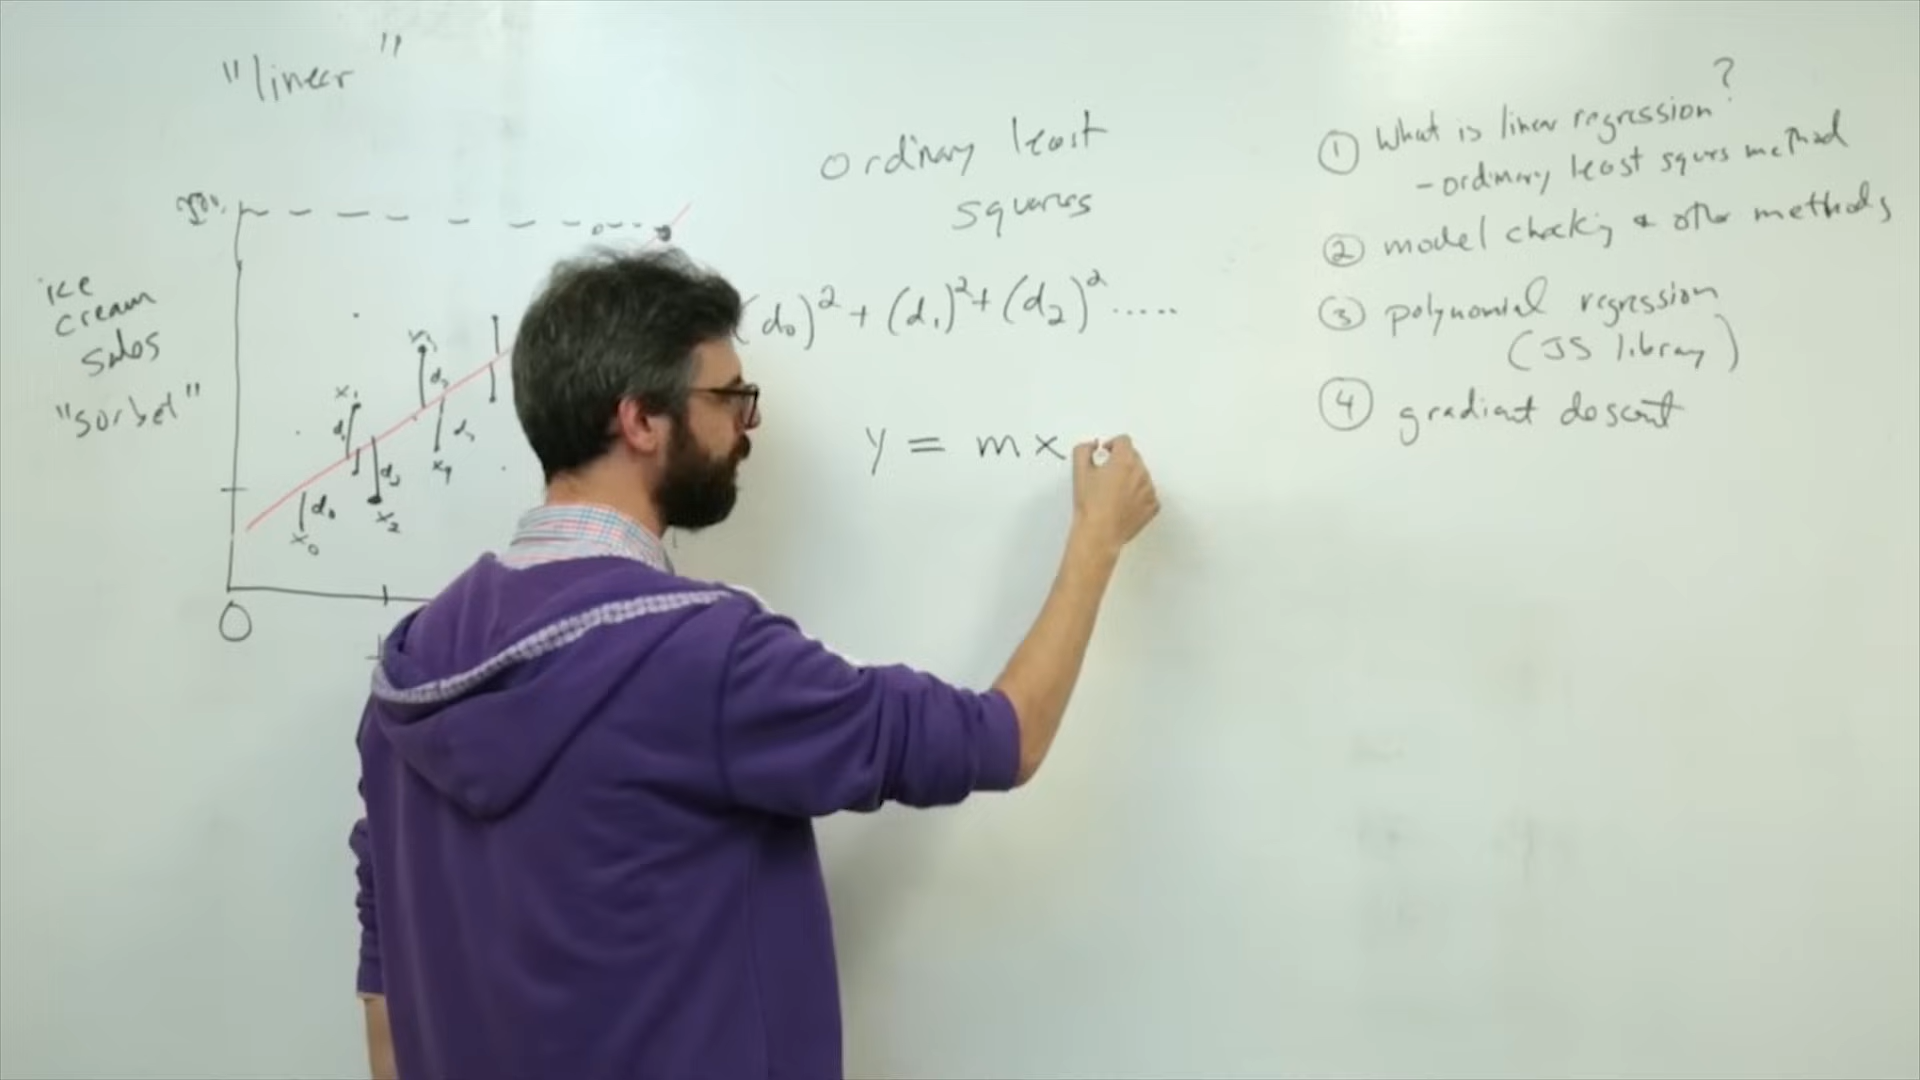 "linear"
ice
cream
sales
"sorbet"
0
x₀
d₀
x₁
d₁
x₂
d₂
d₃
x₄
ordinary least
squares
(d₀)² + (d₁)² + (d₂)² .....
y = mx
① What is linear regression?
- ordinary least squrs method
② model checking & other methods
③ polynomial regression
(JS library)
④ gradient descent